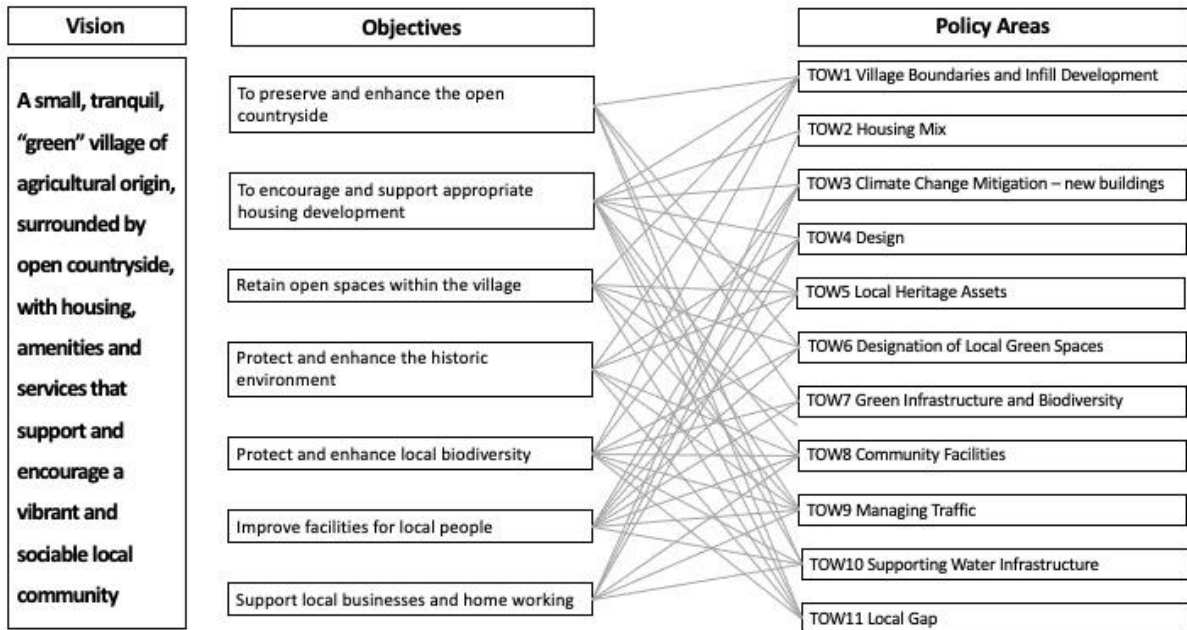 Vision
A small, tranquil,
“green” village of
agricultural origin,
surrounded by
open countryside,
with housing,
amenities and
services that
support and
encourage a
vibrant and
sociable local
community
Objectives
To preserve and enhance the open
countryside
To encourage and support appropriate
housing development
Retain open spaces within the village
Protect and enhance the historic
environment
Protect and enhance local biodiversity
Improve facilities for local people
Support local businesses and home working
Policy Areas
TOW1 Village Boundaries and Infill Development
TOW2 Housing Mix
TOW3 Climate Change Mitigation – new buildings
TOW4 Design
TOW5 Local Heritage Assets
TOW6 Designation of Local Green Spaces
TOW7 Green Infrastructure and Biodiversity
TOW8 Community Facilities
TOW9 Managing Traffic
TOW10 Supporting Water Infrastructure
TOW11 Local Gap